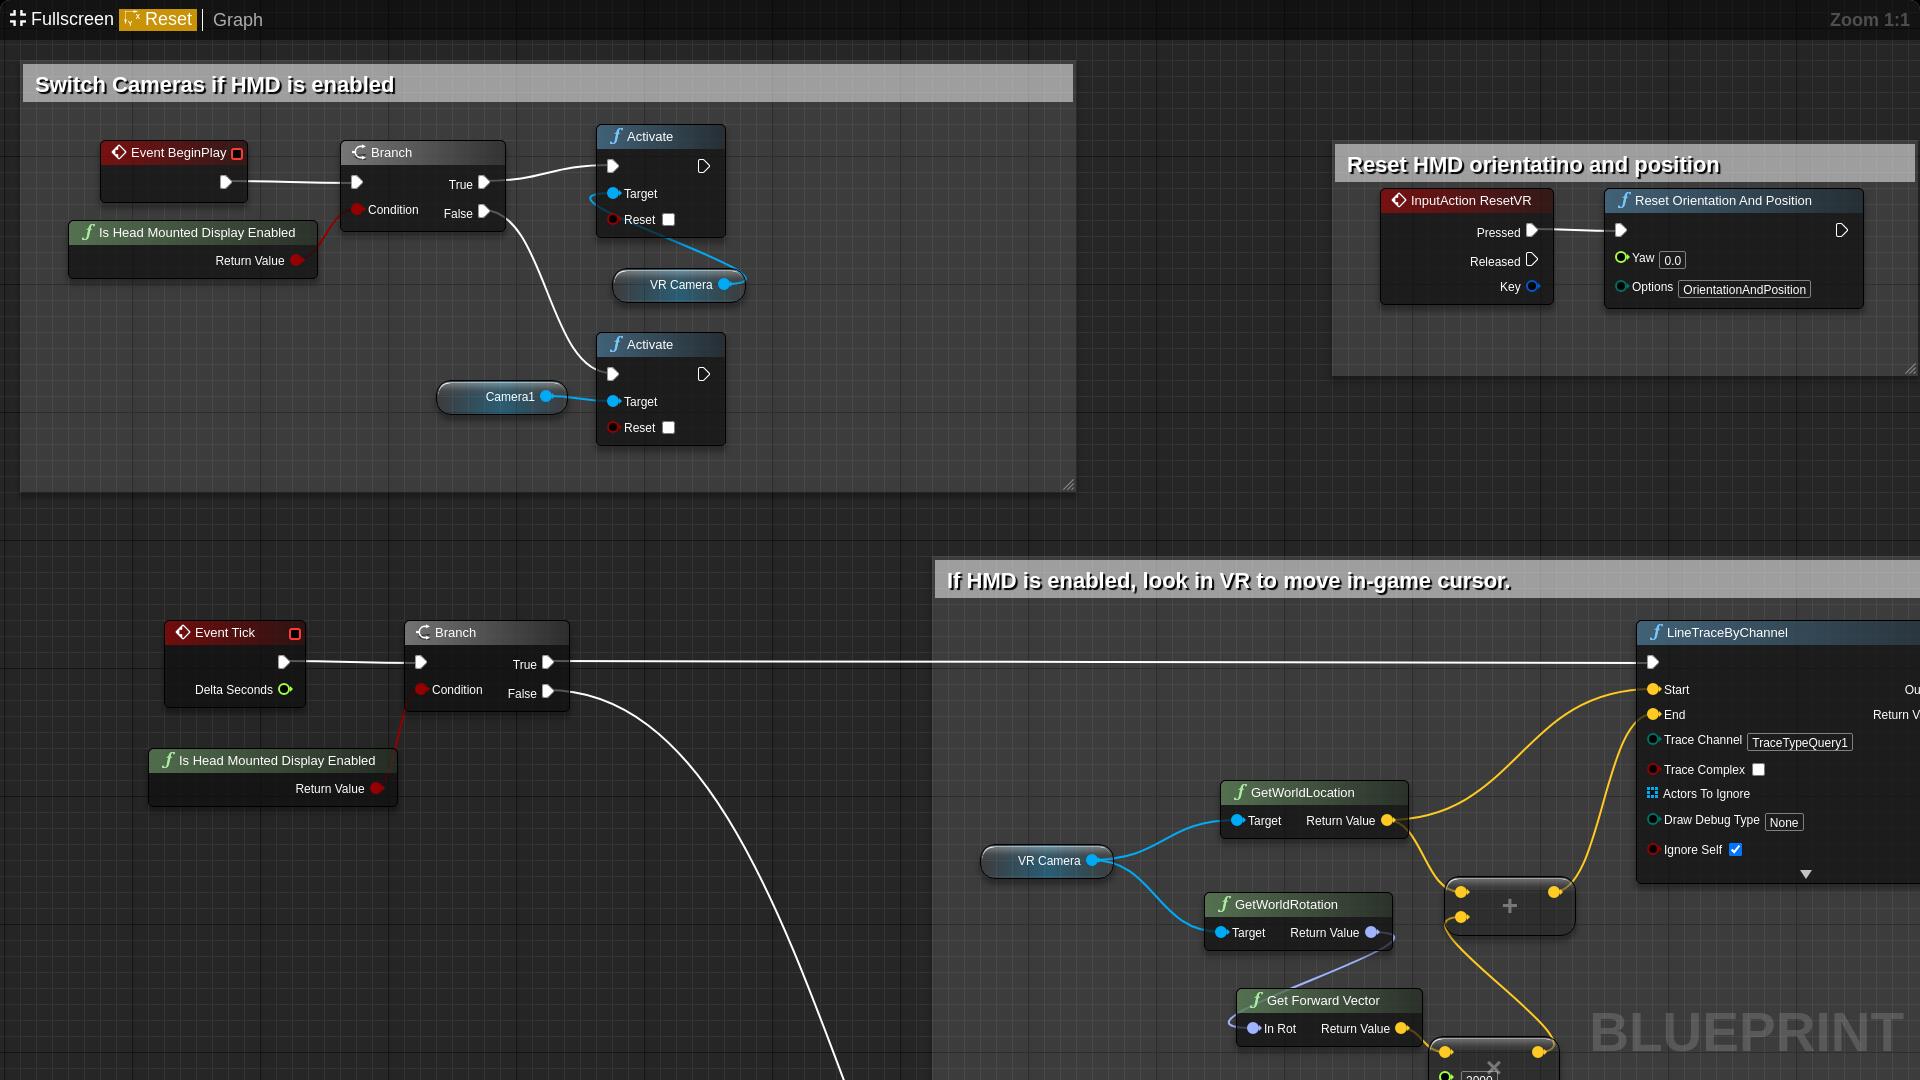 Fullscreen Reset Graph Zoom 1:1
Switch Cameras if HMD is enabled
Event BeginPlay
Branch
True
Condition
False
Is Head Mounted Display Enabled
Return Value
Activate
Target
Reset
VR Camera
Activate
Target
Reset
Camera1
Reset HMD orientatino and position
InputAction ResetVR
Pressed
Released
Key
Reset Orientation And Position
Yaw 0.0
Options OrientationAndPosition
Event Tick
Delta Seconds
Branch
True
Condition
False
Is Head Mounted Display Enabled
Return Value
If HMD is enabled, look in VR to move in-game cursor.
LineTraceByChannel
Start Ou
End Return V
Trace Channel TraceTypeQuery1
Trace Complex
Actors To Ignore
Draw Debug Type None
Ignore Self
GetWorldLocation
Target Return Value
VR Camera
GetWorldRotation
Target Return Value
+
Get Forward Vector
In Rot Return Value
×
2000
BLUEPRINT